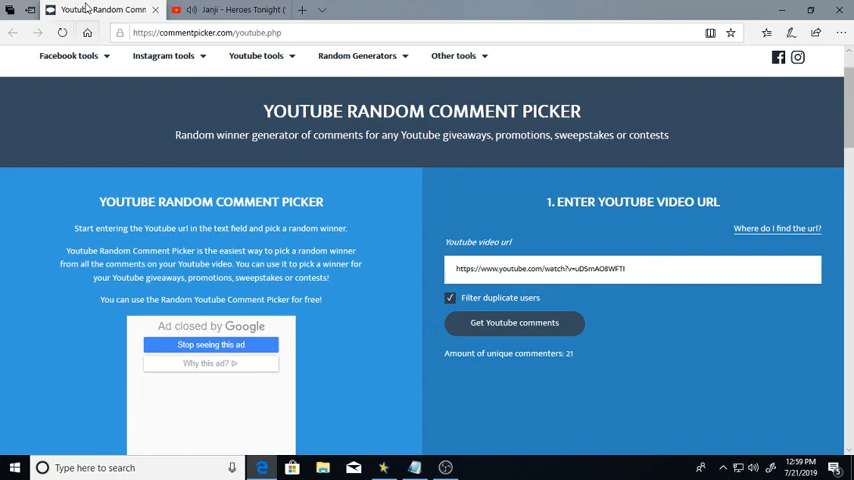 Youtube Random Comm
Janji - Heroes Tonight (
https://commentpicker.com/youtube.php
Facebook tools
Instagram tools
Youtube tools
Random Generators
Other tools
YOUTUBE RANDOM COMMENT PICKER
Random winner generator of comments for any Youtube giveaways, promotions, sweepstakes or contests
YOUTUBE RANDOM COMMENT PICKER
Start entering the Youtube url in the text field and pick a random winner.
Youtube Random Comment Picker is the easiest way to pick a random winner
from all the comments on your Youtube video. You can use it to pick a winner for
your Youtube giveaways, promotions, sweepstakes or contests!
You can use the Random Youtube Comment Picker for free!
Ad closed by Google
Stop seeing this ad
Why this ad?
1. ENTER YOUTUBE VIDEO URL
Where do I find the url?
Youtube video url
https://www.youtube.com/watch?v=uDSmAO8WFTI
Filter duplicate users
Get Youtube comments
Amount of unique commenters: 21
Type here to search
12:59 PM
7/21/2019